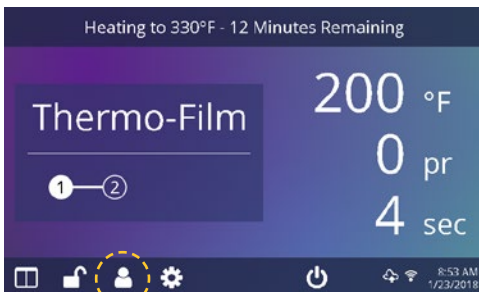 Heating to 330°F - 12 Minutes Remaining
Thermo-Film
1 2
200 °F
0 pr
4 sec
8:53 AM
1/23/2018